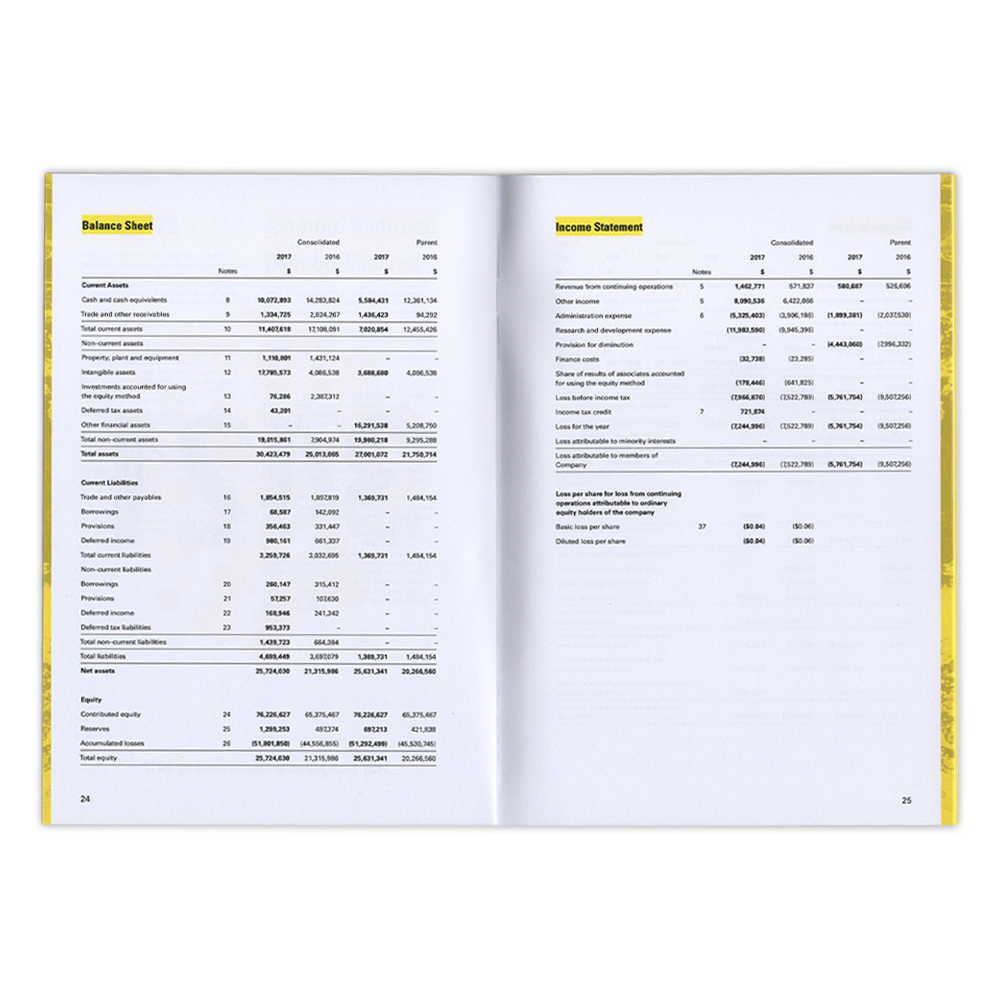 Balance Sheet
Consolidated Parent
2017 2016 2017 2016
Notes $ $ $ $
Current Assets
Cash and cash equivalents 8 10,072,893 14,283,824 5,584,431 12,361,134
Trade and other receivables 9 1,334,725 2,824,267 1,436,423 94,292
Total current assets 10 11,407,618 17,108,091 7,020,854 12,455,426
Non–current assets
Property, plant and equipment 11 1,110,801 1,431,124 – –
Intangible assets 12 17,785,573 4,086,538 3,688,680 4,086,538
Investments accounted for using
the equity method 13 76,286 2,387,312 – –
Deferred tax assets 14 43,201 – – –
Other financial assets 15 – – 16,291,538 5,208,750
Total non–current assets 19,015,861 7,904,974 19,980,218 9,295,288
Total assets 30,423,479 25,013,065 27,001,072 21,750,714
Current Liabilities
Trade and other payables 16 1,854,515 1,897,819 1,369,731 1,484,154
Borrowings 17 68,587 142,092 – –
Provisions 18 356,463 331,447 – –
Deferred income 19 980,161 661,337 – –
Total current liabilities 3,259,726 3,032,695 1,369,731 1,484,154
Non–current liabilities
Borrowings 20 260,147 315,412 – –
Provisions 21 57,257 107,630 – –
Deferred income 22 168,946 241,342 – –
Deferred tax liabilities 23 953,373 – – –
Total non–current liabilities 1,439,723 664,384 – –
Total liabilities 4,699,449 3,697,079 1,369,731 1,484,154
Net assets 25,724,030 21,315,986 25,631,341 20,266,560
Equity
Contributed equity 24 76,226,627 65,375,467 76,226,627 65,375,467
Reserves 25 1,299,253 497,374 697,213 421,838
Accumulated losses 26 (51,801,850) (44,556,855) (51,292,499) (45,530,745)
Total equity 25,724,030 21,315,986 25,631,341 20,266,560
24
Income Statement
Consolidated Parent
2017 2016 2017 2016
Notes $ $ $ $
Revenue from continuing operations 5 1,462,771 571,837 580,687 526,606
Other income 5 8,090,536 6,422,066 – –
Administration expense 6 (5,325,403) (3,906,186) (1,899,381) (2,037,530)
Research and development expense (11,983,590) (9,945,396)
Provision for diminution – – (4,443,060) (7,996,332)
Finance costs (32,738) (23,285) – –
Share of results of associates accounted
for using the equity method (178,446) (641,825) – –
Loss before income tax (7,966,870) (7,522,789) (5,761,754) (9,507,256)
Income tax credit 7 721,874 – – –
Loss for the year (7,244,996) (7,522,789) (5,761,754) (9,507,256)
Loss attributable to minority interests – – – –
Loss attributable to members of
Company (7,244,996) (7,522,789) (5,761,754) (9,507,256)
Loss per share for loss from continuing
operations attributable to ordinary
equity holders of the company
Basic loss per share 37 ($0.04) ($0.06)
Diluted loss per share ($0.04) ($0.06)
25